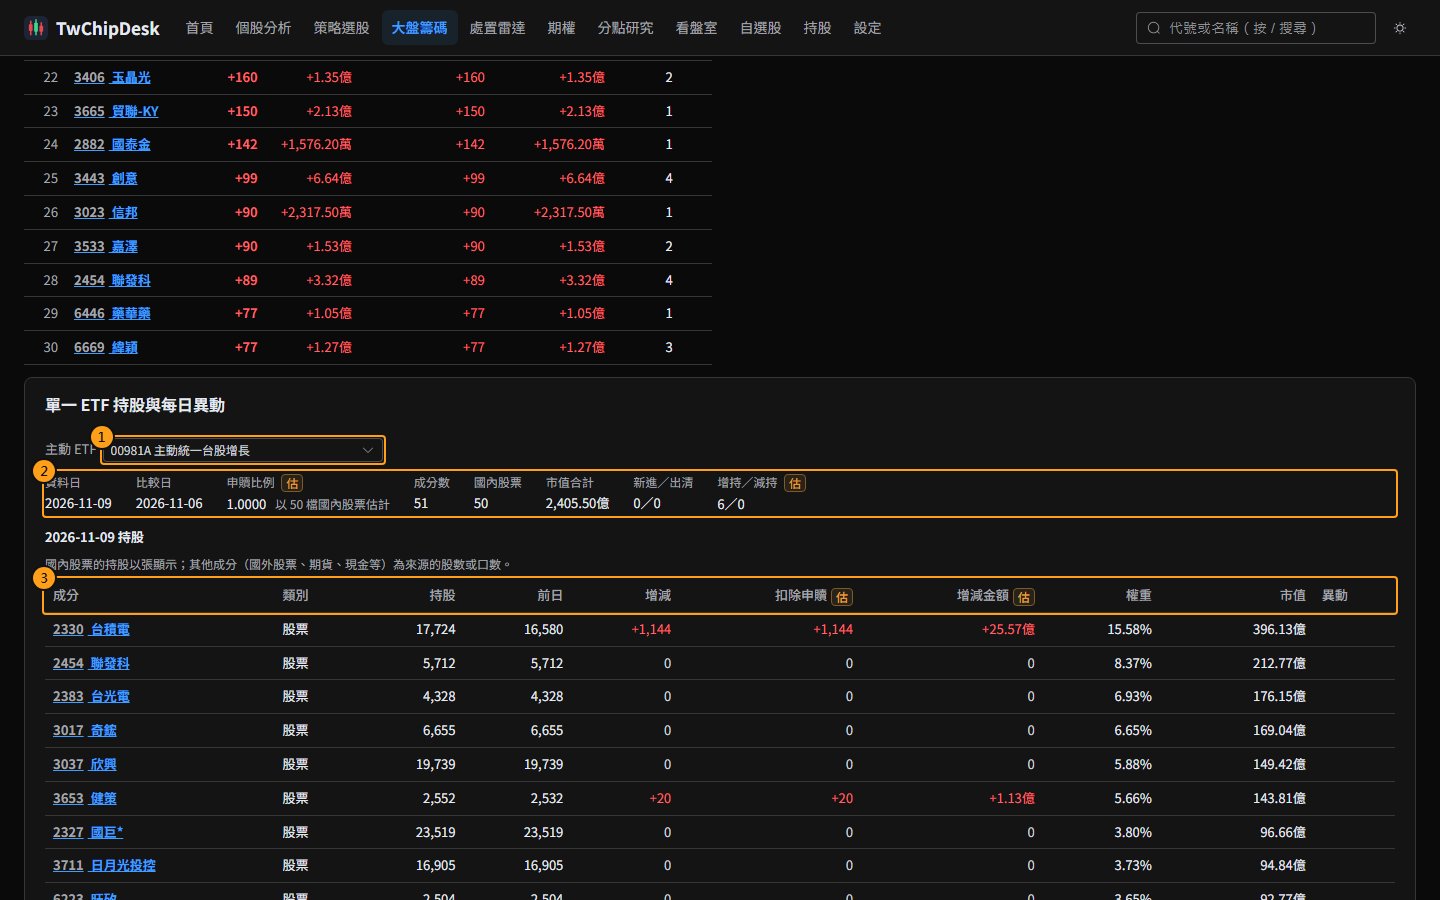 TwChipDesk 首頁 個股分析 策略選股 大盤籌碼 處置雷達 期權 分點研究 看盤室 自選股 持股 設定 代號或名稱（按 / 搜尋）
22 3406 玉晶光 +160 +1.35億 +160 +1.35億 2
23 3665 貿聯-KY +150 +2.13億 +150 +2.13億 1
24 2882 國泰金 +142 +1,576.20萬 +142 +1,576.20萬 1
25 3443 創意 +99 +6.64億 +99 +6.64億 4
26 3023 信邦 +90 +2,317.50萬 +90 +2,317.50萬 1
27 3533 嘉澤 +90 +1.53億 +90 +1.53億 2
28 2454 聯發科 +89 +3.32億 +89 +3.32億 4
29 6446 藥華藥 +77 +1.05億 +77 +1.05億 1
30 6669 緯穎 +77 +1.27億 +77 +1.27億 3
單一 ETF 持股與每日異動
1
主動 ETF 00981A 主動統一台股增長
2
資料日 比較日 申贖比例 估 成分數 國內股票 市值合計 新進／出清 增持／減持 估
2026-11-09 2026-11-06 1.0000 以 50 檔國內股票估計 51 50 2,405.50億 0／0 6／0
2026-11-09 持股
國內股票的持股以張顯示；其他成分（國外股票、期貨、現金等）為來源的股數或口數。
3
成分 類別 持股 前日 增減 扣除申贖 估 增減金額 估 權重 市值 異動
2330 台積電 股票 17,724 16,580 +1,144 +1,144 +25.57億 15.58% 396.13億
2454 聯發科 股票 5,712 5,712 0 0 0 8.37% 212.77億
2383 台光電 股票 4,328 4,328 0 0 0 6.93% 176.15億
3017 奇鋐 股票 6,655 6,655 0 0 0 6.65% 169.04億
3037 欣興 股票 19,739 19,739 0 0 0 5.88% 149.42億
3653 健策 股票 2,552 2,532 +20 +20 +1.13億 5.66% 143.81億
2327 國巨* 股票 23,519 23,519 0 0 0 3.80% 96.66億
3711 日月光投控 股票 16,905 16,905 0 0 0 3.73% 94.84億
6223 旺矽 股票 2,504 2,504 0 0 0 3.65% 92.77億